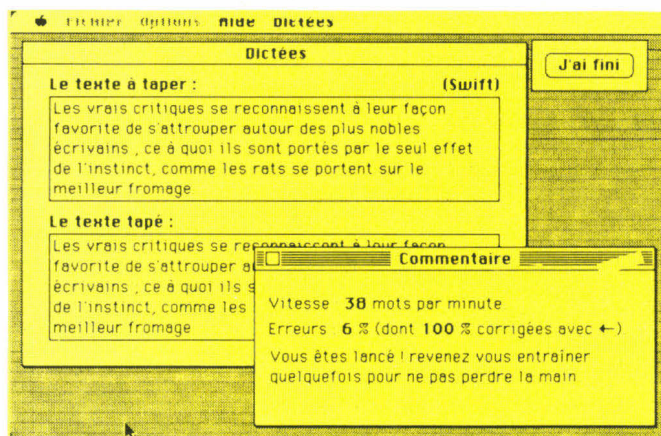 Fichier Options Aide Dictées
Dictées
J'ai fini
Le texte à taper : (Swift)
Les vrais critiques se reconnaissent à leur façon
favorite de s'attrouper autour des plus nobles
écrivains , ce à quoi ils sont portés par le seul effet
de l'instinct, comme les rats se portent sur le
meilleur fromage
Le texte tapé :
Les vrais critiques se reconnaissent à leur façon
favorite de s'attrouper
écrivains , ce à quoi ils
de l'instinct, comme les
meilleur fromage
Commentaire
Vitesse : 38 mots par minute
Erreurs : 6 % (dont 100 % corrigées avec ←)
Vous êtes lancé ! revenez vous entraîner
quelquefois pour ne pas perdre la main